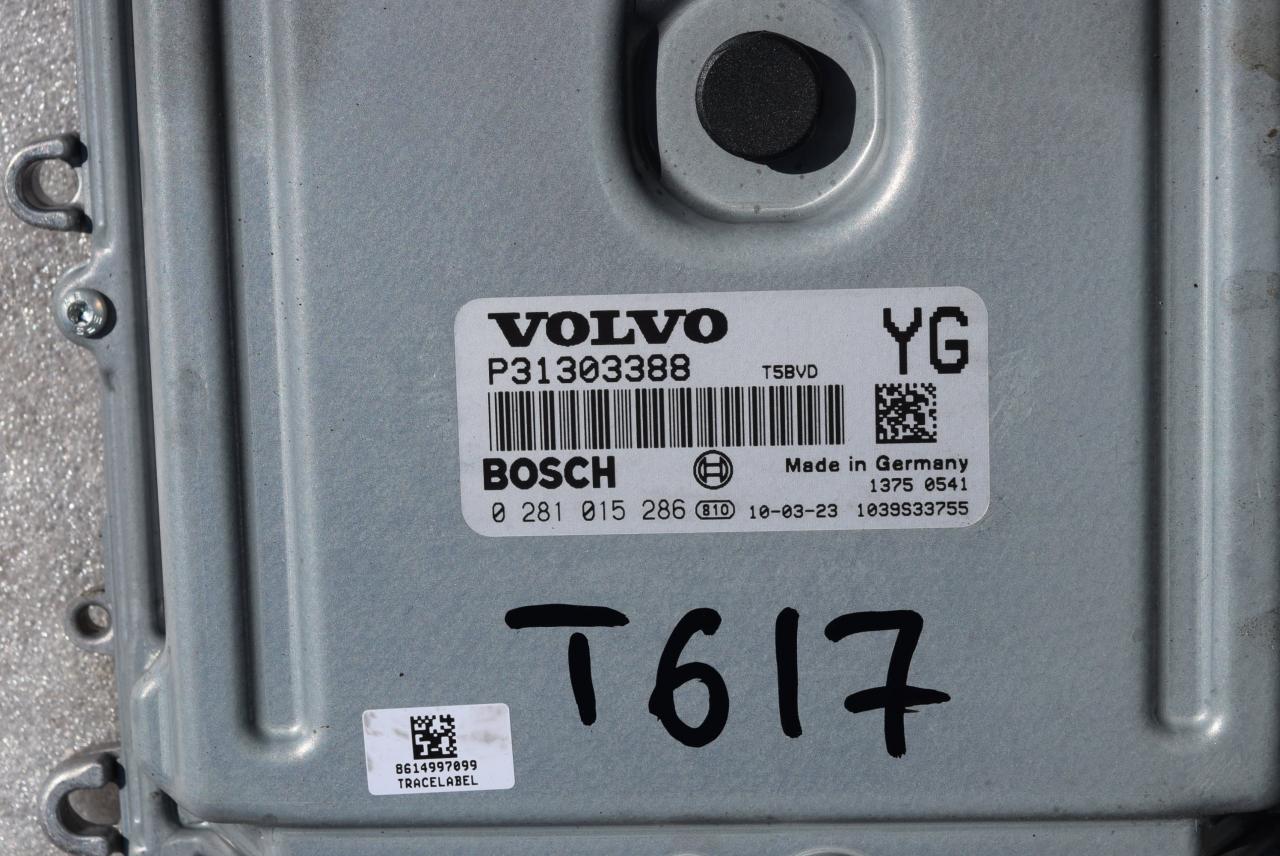 VOLVO YG
P31303388 T5BVD
BOSCH Made in Germany
1375 0541
0 281 015 286 810 10-03-23 1039S33755
T617
8614997099
TRACELABEL